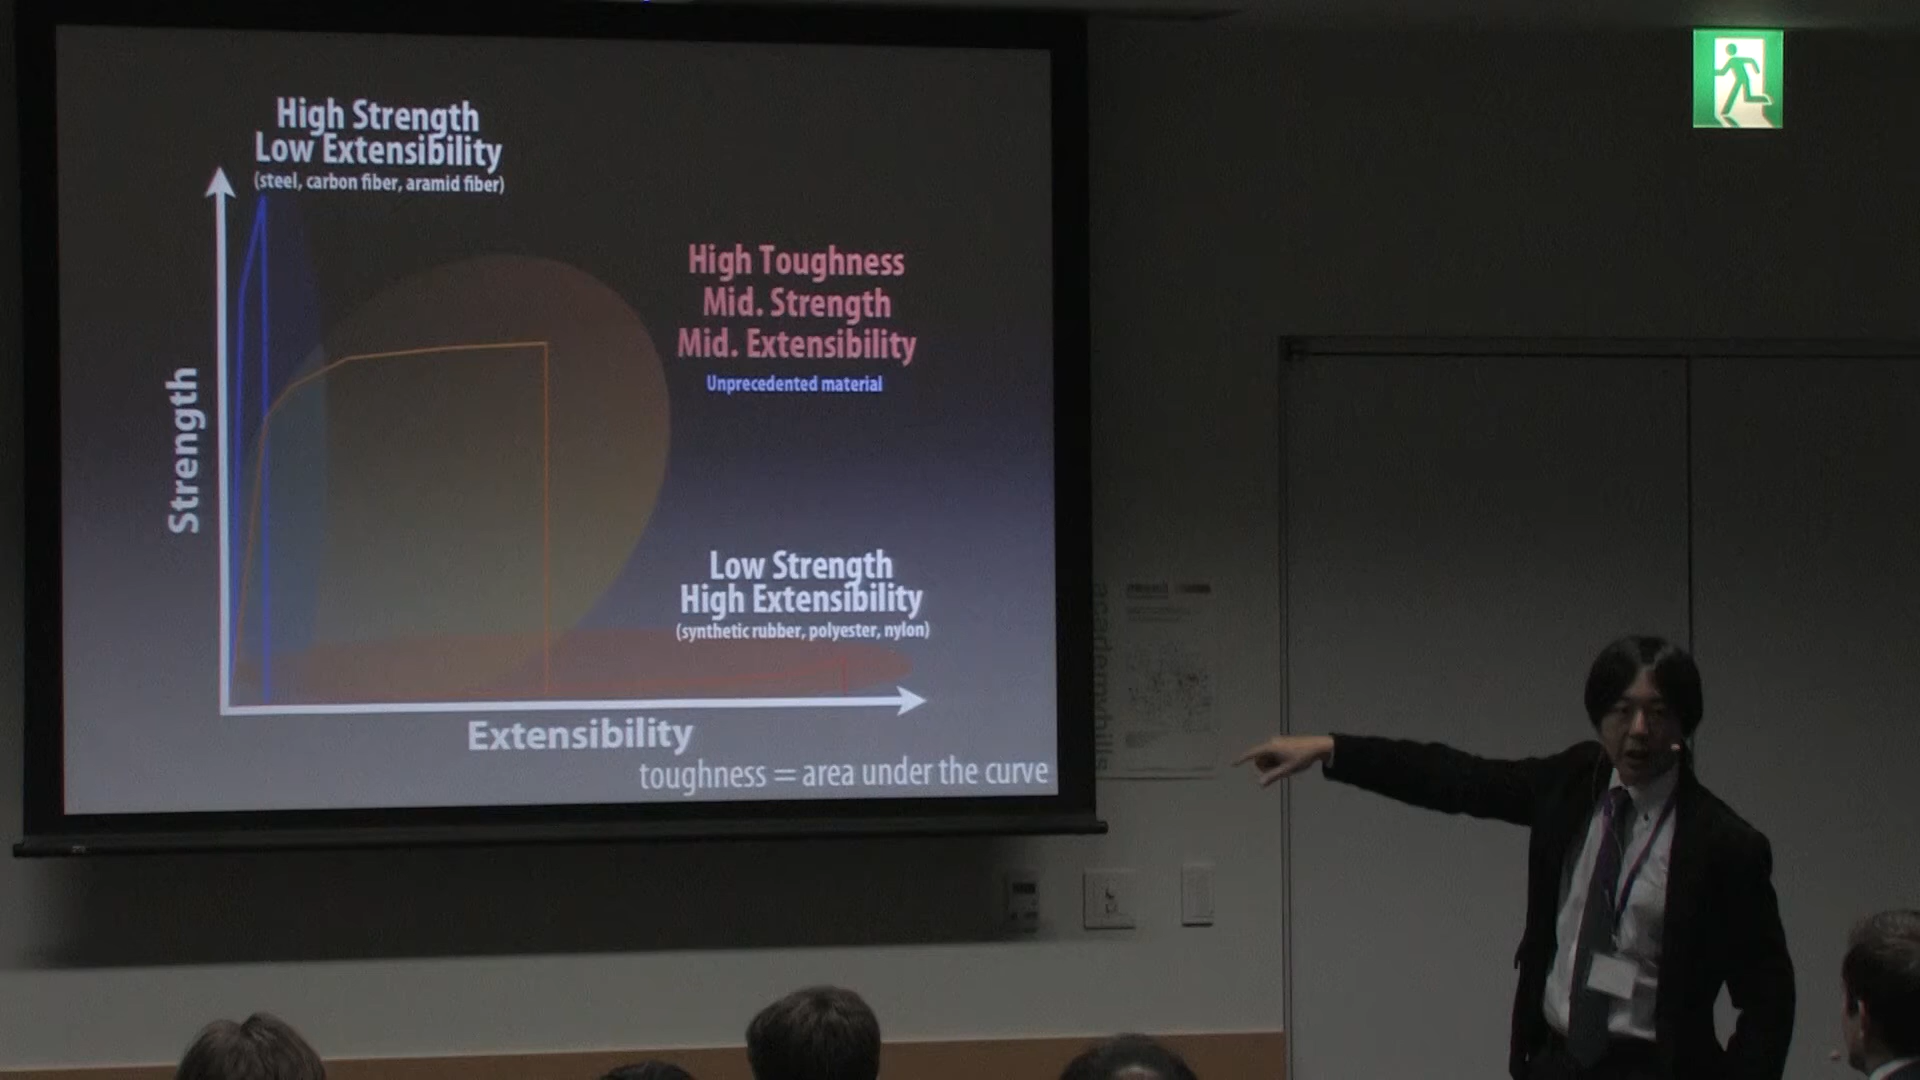 High Strength
Low Extensibility
(steel, carbon fiber, aramid fiber)
High Toughness
Mid. Strength
Mid. Extensibility
Unprecedented material
Strength
Low Strength
High Extensibility
(synthetic rubber, polyester, nylon)
Extensibility
toughness = area under the curve
academyhills